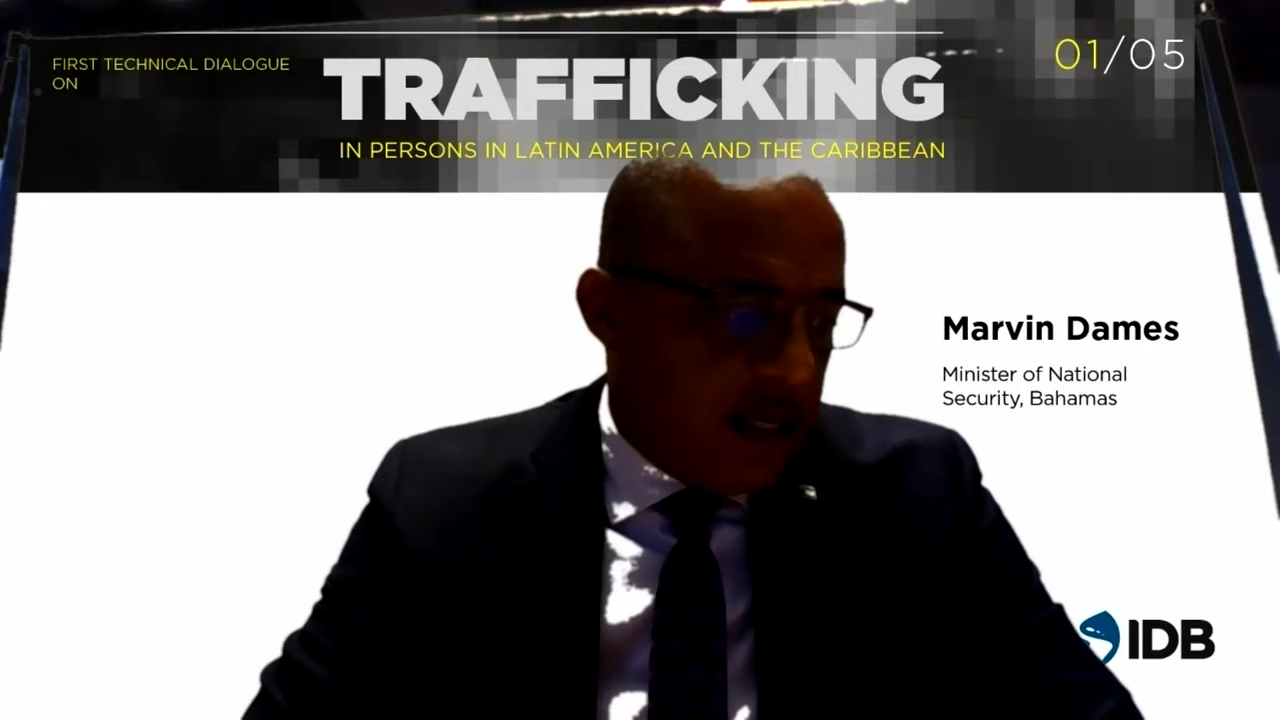 FIRST TECHNICAL DIALOGUE
ON
TRAFFICKING
IN PERSONS IN LATIN AMERICA AND THE CARIBBEAN
01/05
Marvin Dames
Minister of National
Security, Bahamas
IDB